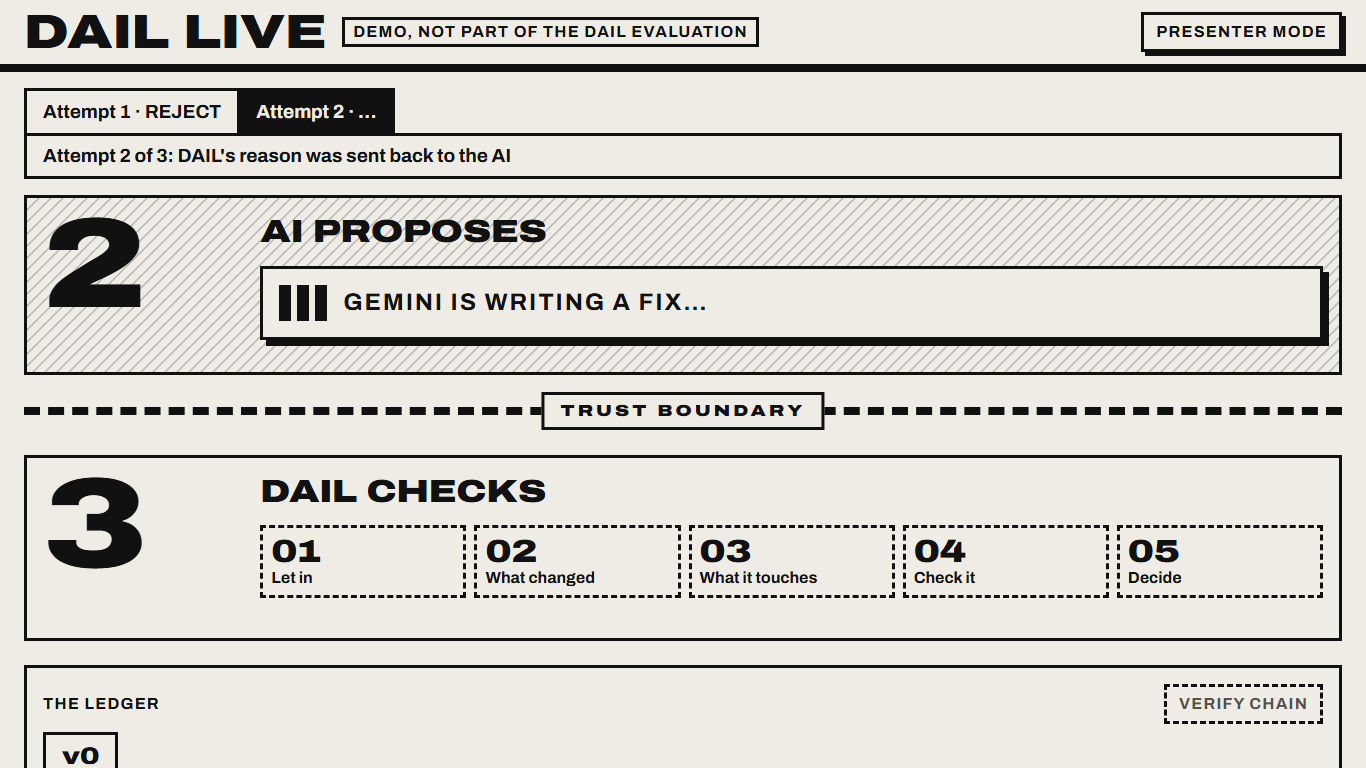 DAIL LIVE
DEMO, NOT PART OF THE DAIL EVALUATION
PRESENTER MODE
Attempt 1 · REJECT
Attempt 2 · ...
Attempt 2 of 3: DAIL's reason was sent back to the AI
2
AI PROPOSES
GEMINI IS WRITING A FIX...
TRUST BOUNDARY
3
DAIL CHECKS
01
Let in
02
What changed
03
What it touches
04
Check it
05
Decide
THE LEDGER
VERIFY CHAIN
v0